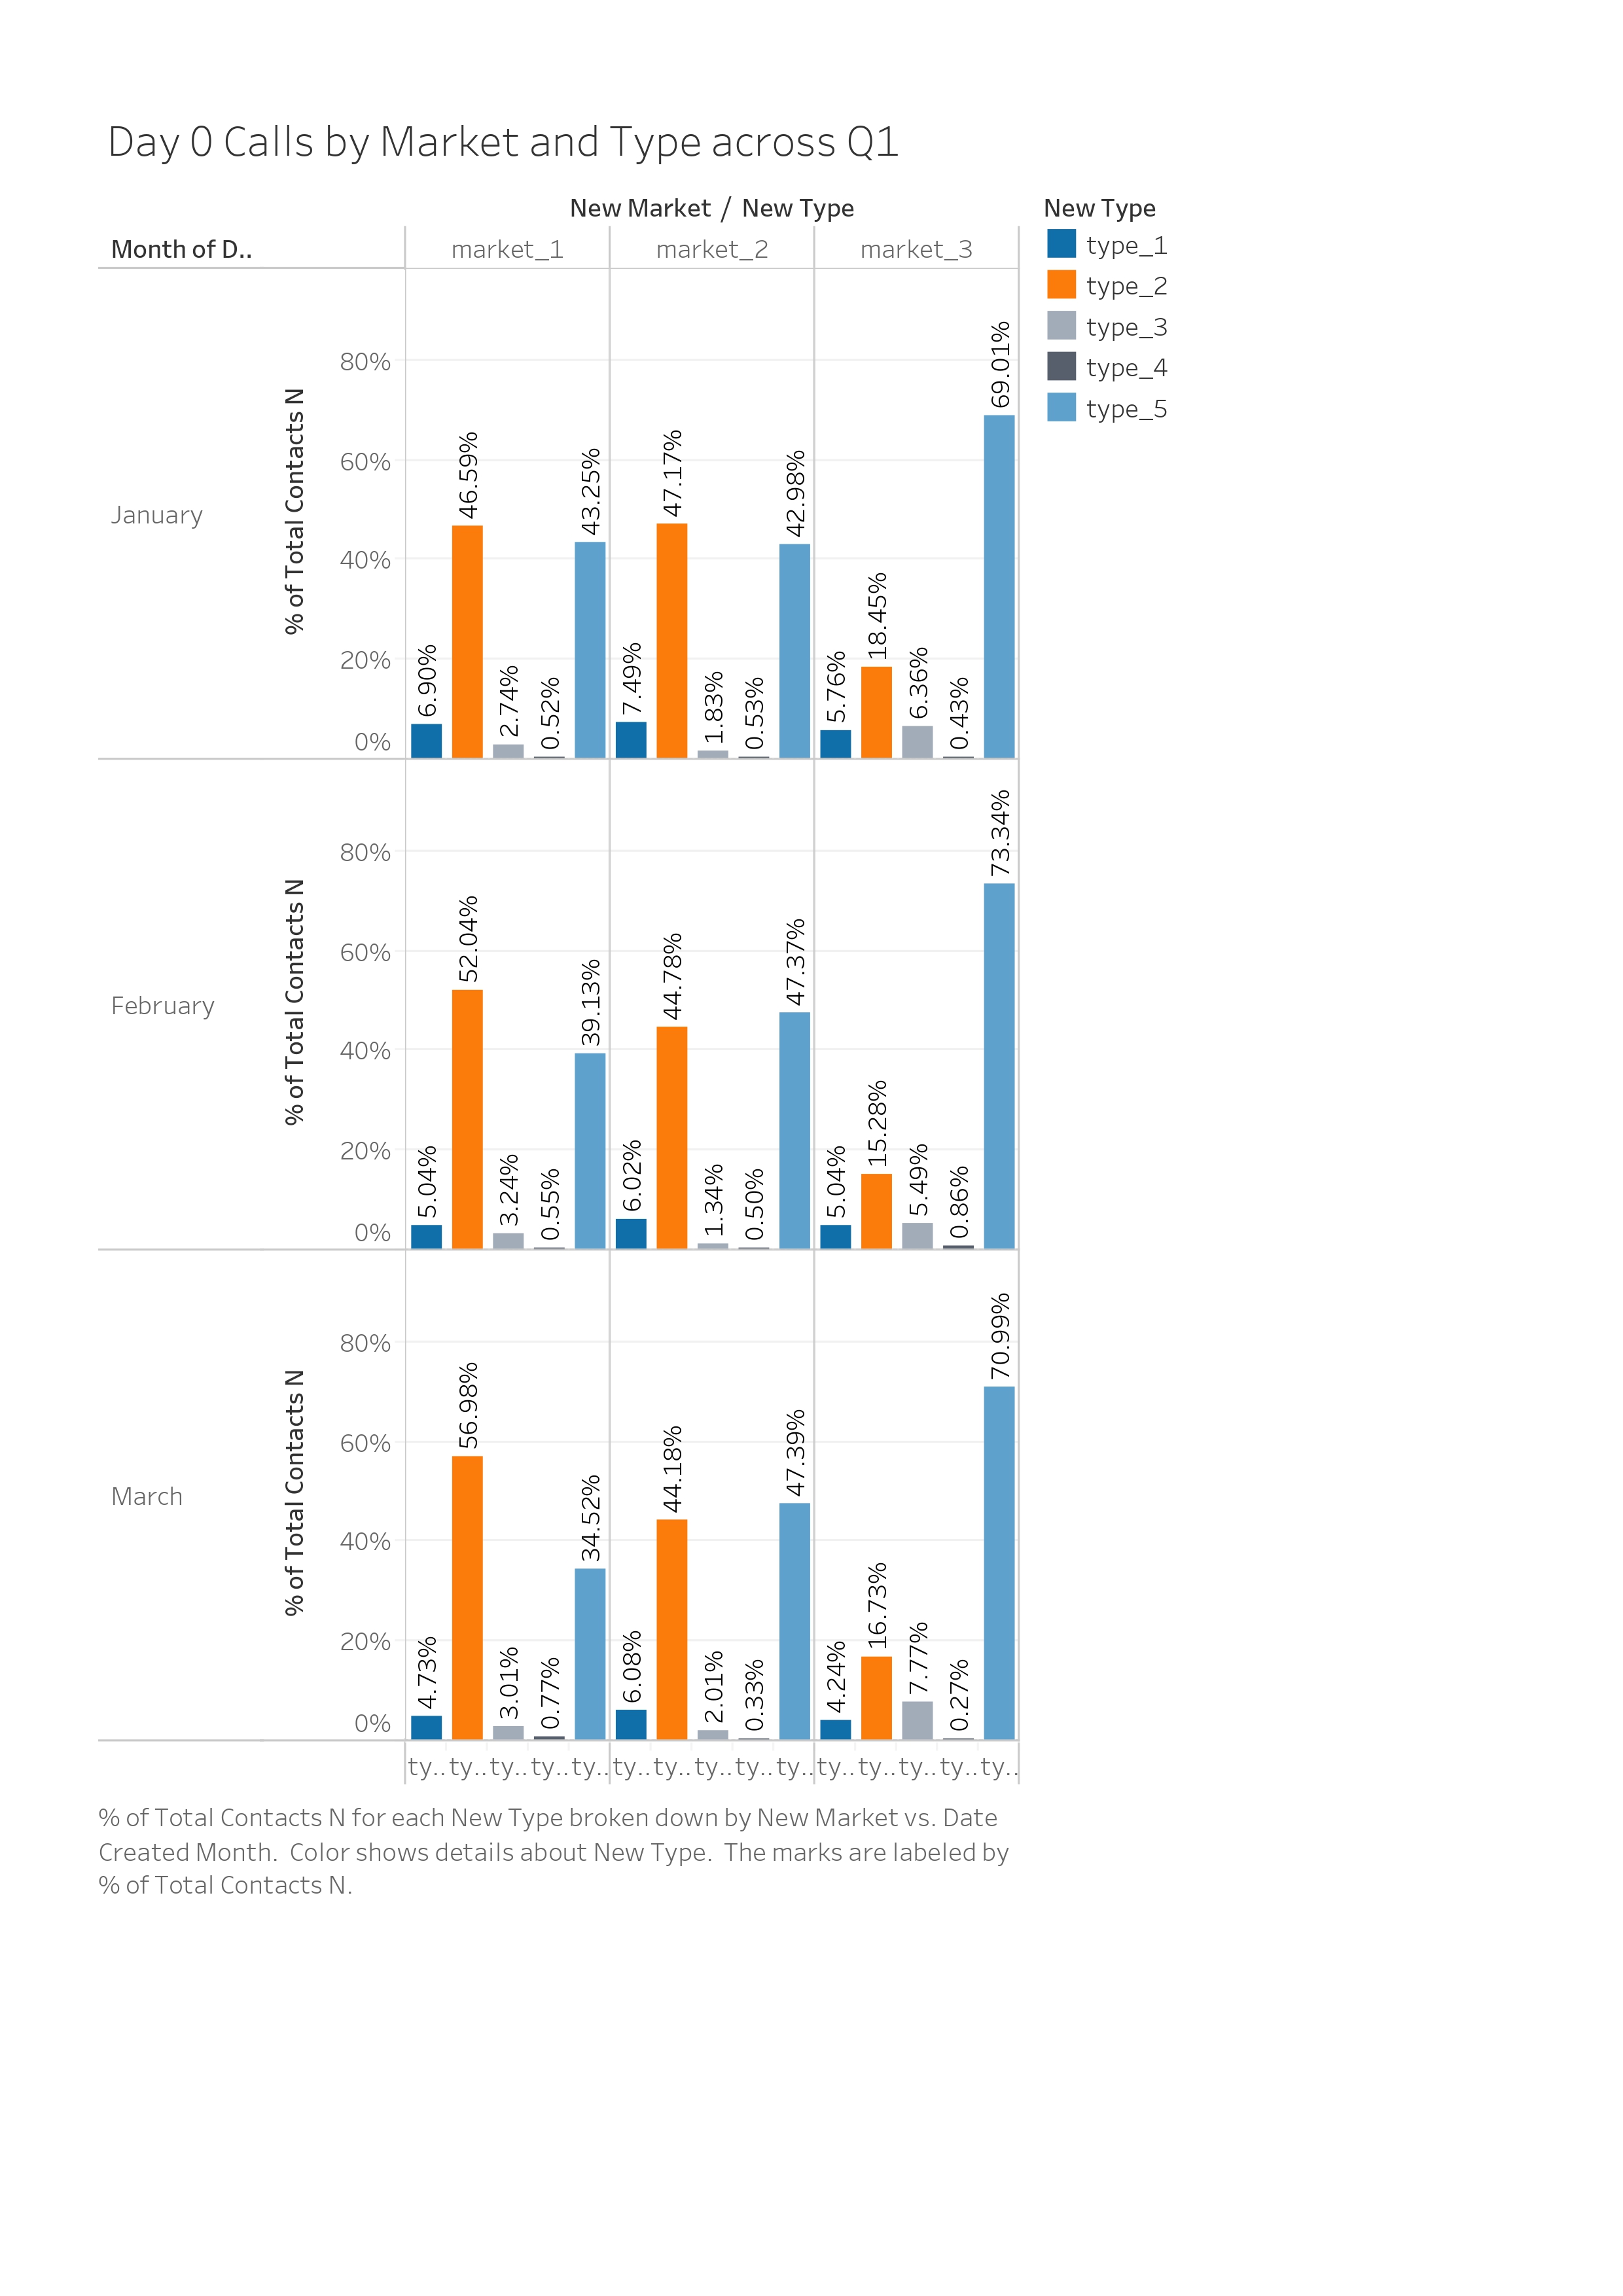 Day 0 Calls by Market and Type across Q1
New Market / New Type
Month of D..
market_1 market_2 market_3
New Type
type_1
type_2
type_3
type_4
type_5
January
% of Total Contacts N
80%
60%
40%
20%
0%
6.90% 46.59% 2.74% 0.52% 43.25% 7.49% 47.17% 1.83% 0.53% 42.98% 5.76% 18.45% 6.36% 0.43% 69.01%
February
% of Total Contacts N
80%
60%
40%
20%
0%
5.04% 52.04% 3.24% 0.55% 39.13% 6.02% 44.78% 1.34% 0.50% 47.37% 5.04% 15.28% 5.49% 0.86% 73.34%
March
% of Total Contacts N
80%
60%
40%
20%
0%
4.73% 56.98% 3.01% 0.77% 34.52% 6.08% 44.18% 2.01% 0.33% 47.39% 4.24% 16.73% 7.77% 0.27% 70.99%
ty.. ty.. ty.. ty.. ty.. ty.. ty.. ty.. ty.. ty.. ty.. ty.. ty.. ty.. ty..
% of Total Contacts N for each New Type broken down by New Market vs. Date
Created Month.  Color shows details about New Type.  The marks are labeled by
% of Total Contacts N.